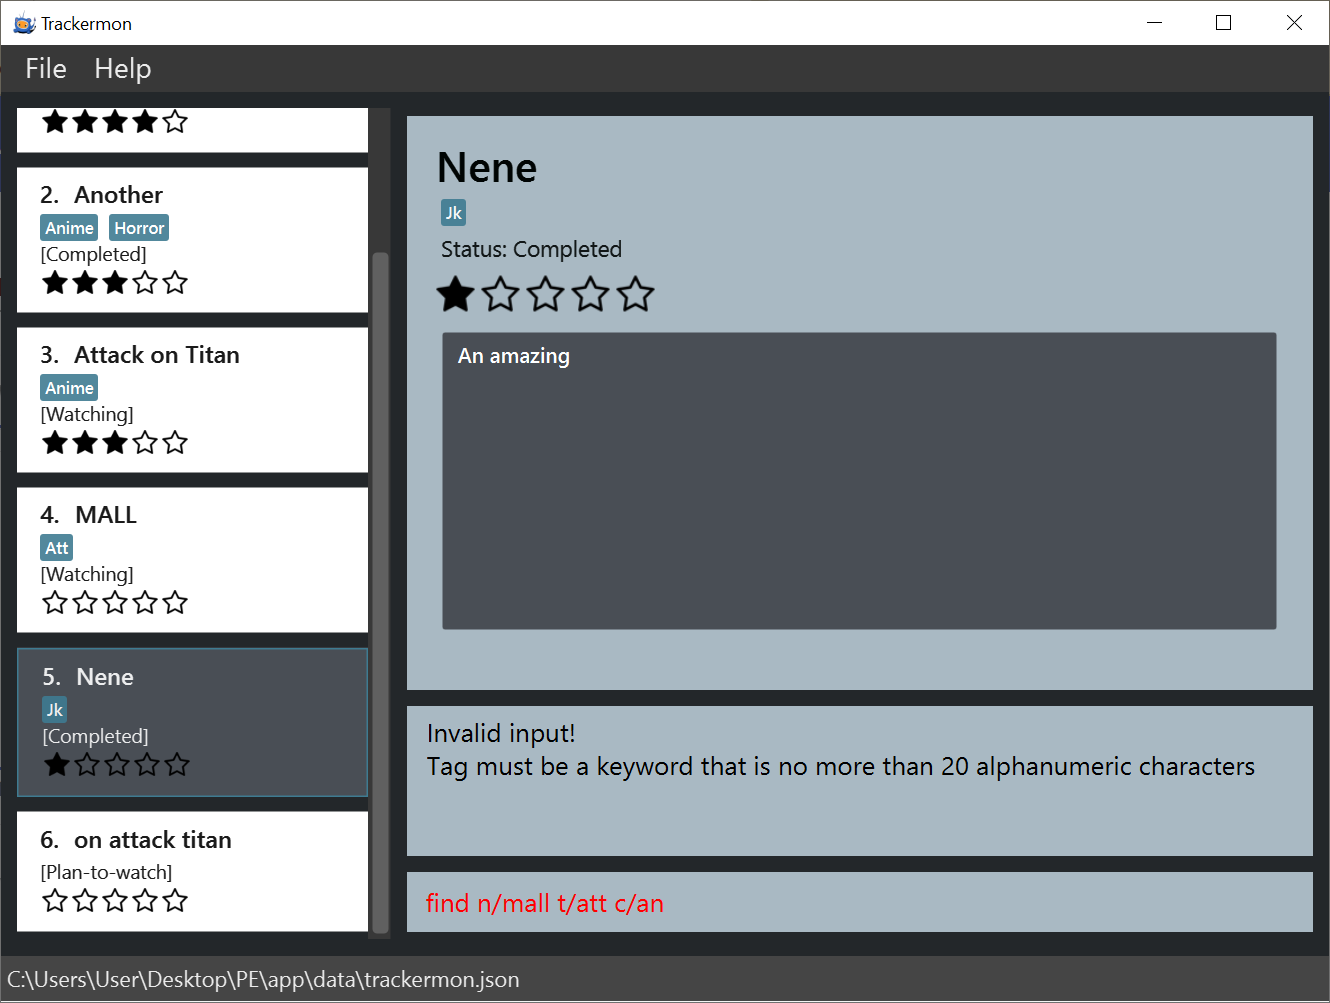 Trackermon
File Help
2. Another
Anime Horror
[Completed]
3. Attack on Titan
Anime
[Watching]
4. MALL
Att
[Watching]
5. Nene
Jk
[Completed]
6. on attack titan
[Plan-to-watch]
Nene
Jk
Status: Completed
An amazing
Invalid input!
Tag must be a keyword that is no more than 20 alphanumeric characters
find n/mall t/att c/an
C:\Users\User\Desktop\PE\app\data\trackermon.json